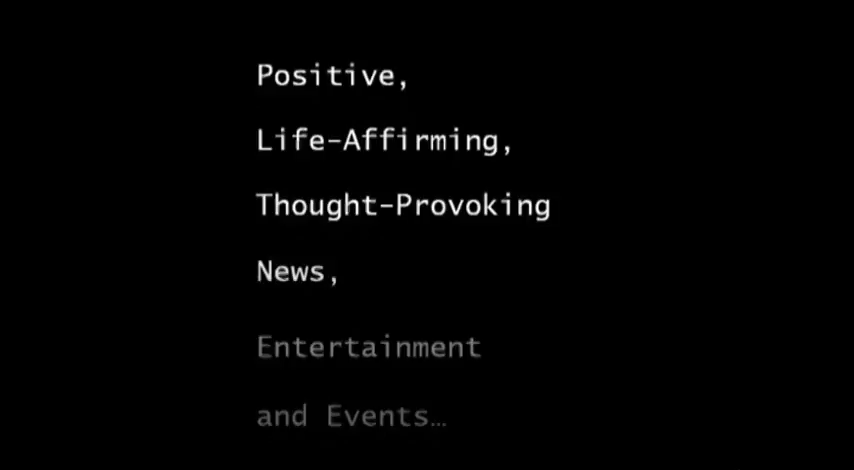 Positive,
Life-Affirming,
Thought-Provoking
News,
Entertainment
and Events…